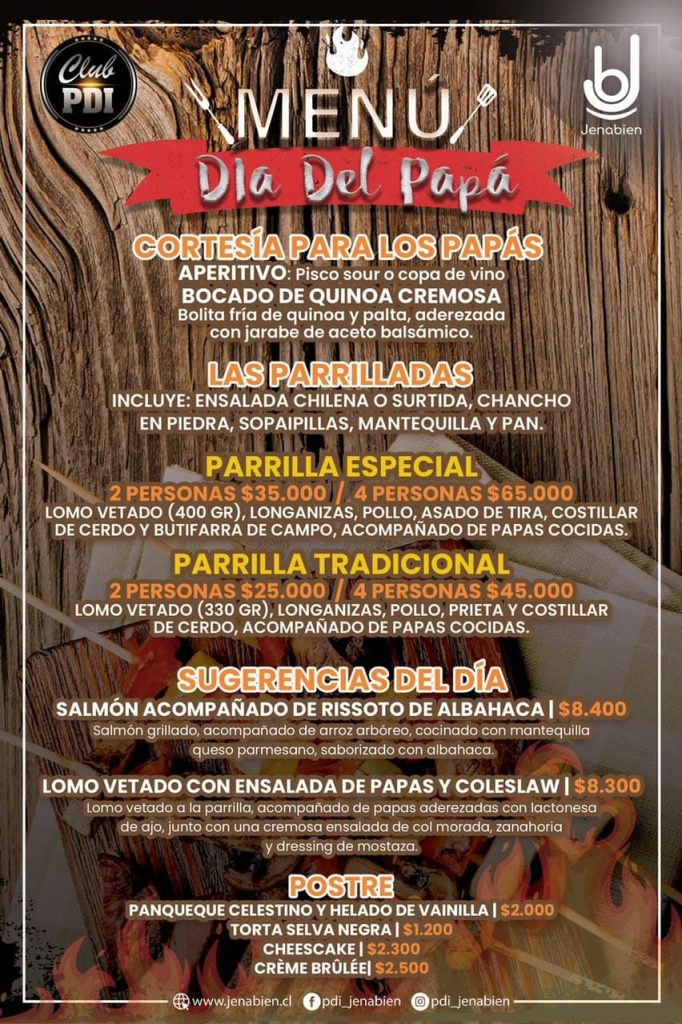 Club
PDI
Jenabien
MENÚ
Día Del Papá
CORTESÍA PARA LOS PAPÁS
APERITIVO: Pisco sour o copa de vino
BOCADO DE QUINOA CREMOSA
Bolita fría de quinoa y palta, aderezada
con jarabe de aceto balsámico.
LAS PARRILLADAS
INCLUYE: ENSALADA CHILENA O SURTIDA, CHANCHO
EN PIEDRA, SOPAIPILLAS, MANTEQUILLA Y PAN.
PARRILLA ESPECIAL
2 PERSONAS $35.000 / 4 PERSONAS $65.000
LOMO VETADO (400 GR), LONGANIZAS, POLLO, ASADO DE TIRA, COSTILLAR
DE CERDO Y BUTIFARRA DE CAMPO, ACOMPAÑADO DE PAPAS COCIDAS.
PARRILLA TRADICIONAL
2 PERSONAS $25.000 / 4 PERSONAS $45.000
LOMO VETADO (330 GR), LONGANIZAS, POLLO, PRIETA Y COSTILLAR
DE CERDO, ACOMPAÑADO DE PAPAS COCIDAS.
SUGERENCIAS DEL DÍA
SALMÓN ACOMPAÑADO DE RISSOTO DE ALBAHACA | $8.400
Salmón grillado, acompañado de arroz arbóreo, cocinado con mantequilla
queso parmesano, saborizado con albahaca.
LOMO VETADO CON ENSALADA DE PAPAS Y COLESLAW | $8.300
Lomo vetado a la parrilla, acompañado de papas aderezadas con lactonesa
de ajo, junto con una cremosa ensalada de col morada, zanahoria
y dressing de mostaza.
POSTRE
PANQUEQUE CELESTINO Y HELADO DE VAINILLA | $2.000
TORTA SELVA NEGRA | $1.200
CHEESCAKE | $2.300
CRÈME BRÛLÉE| $2.500
www.jenabien.cl pdi_jenabien pdi_jenabien